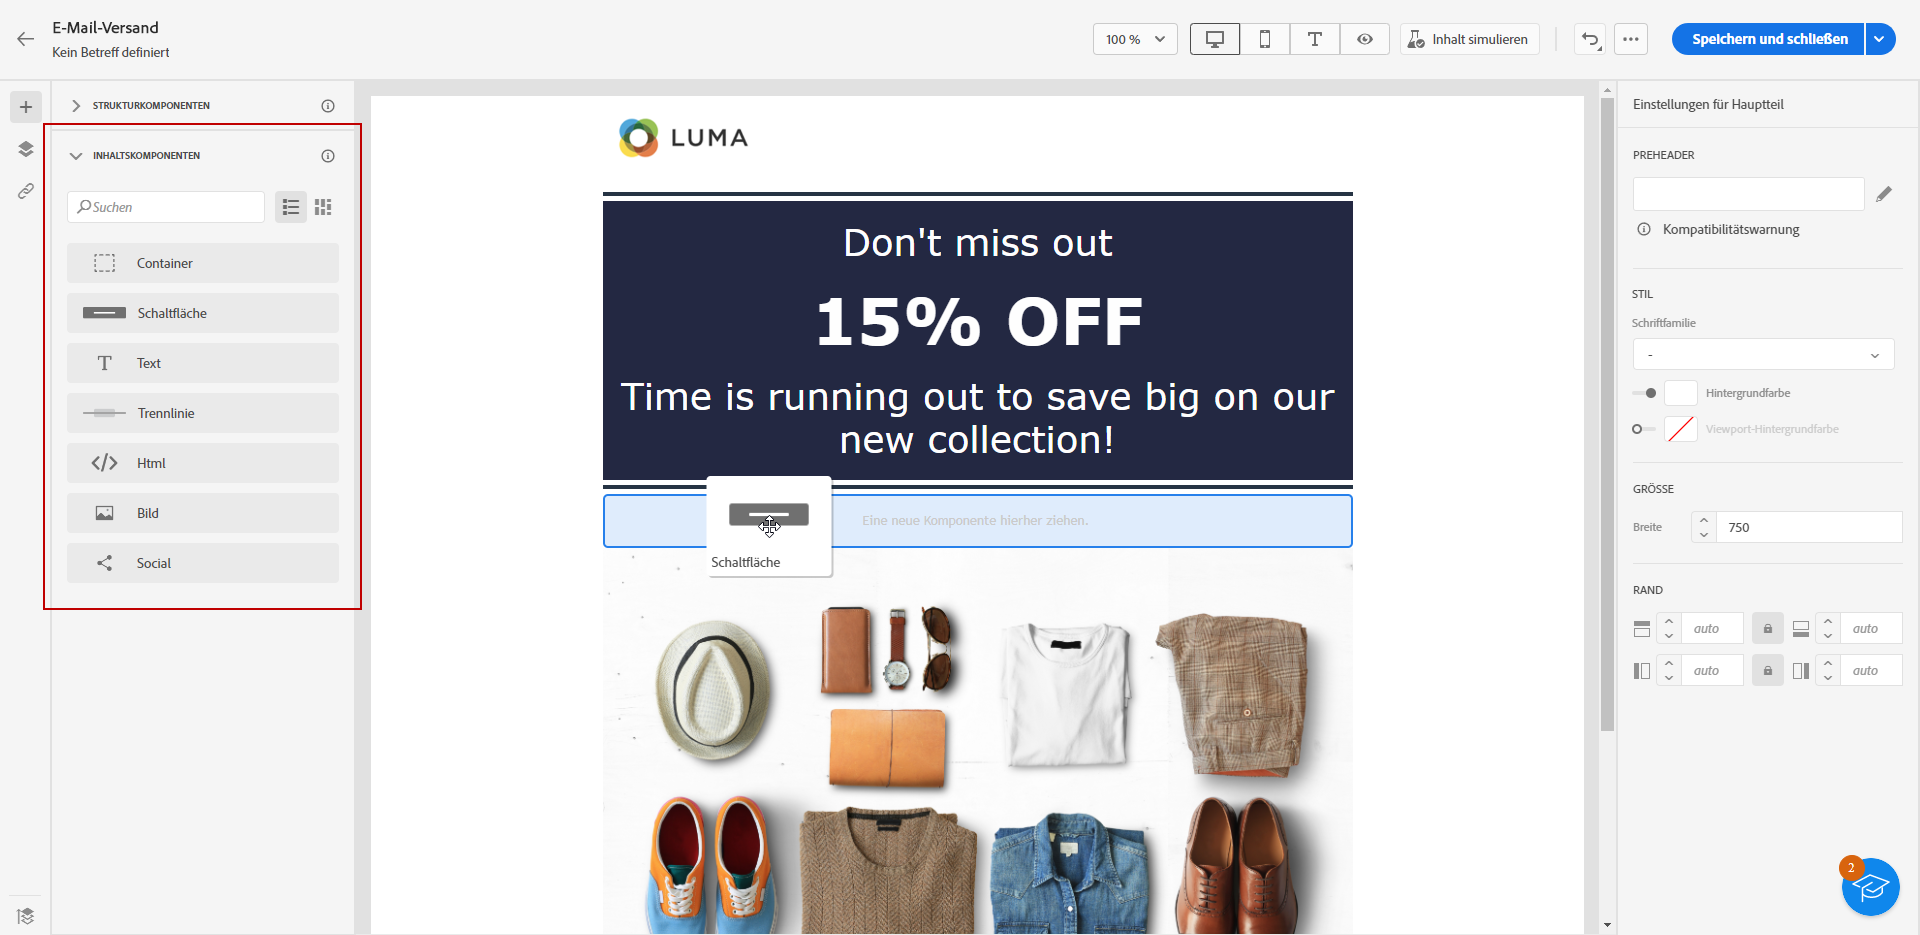 E-Mail-Versand
Kein Betreff definiert
100 %
Inhalt simulieren
Speichern und schließen
STRUKTURKOMPONENTEN
INHALTSKOMPONENTEN
Suchen
Container
Schaltfläche
Text
Trennlinie
Html
Bild
Social
LUMA
Don't miss out
15% OFF
Time is running out to save big on our
new collection!
Eine neue Komponente hierher ziehen.
Schaltfläche
Einstellungen für Hauptteil
PREHEADER
Kompatibilitätswarnung
STIL
Schriftfamilie
-
Hintergrundfarbe
Viewport-Hintergrundfarbe
GRÖSSE
Breite
750
RAND
auto
auto
auto
auto
2